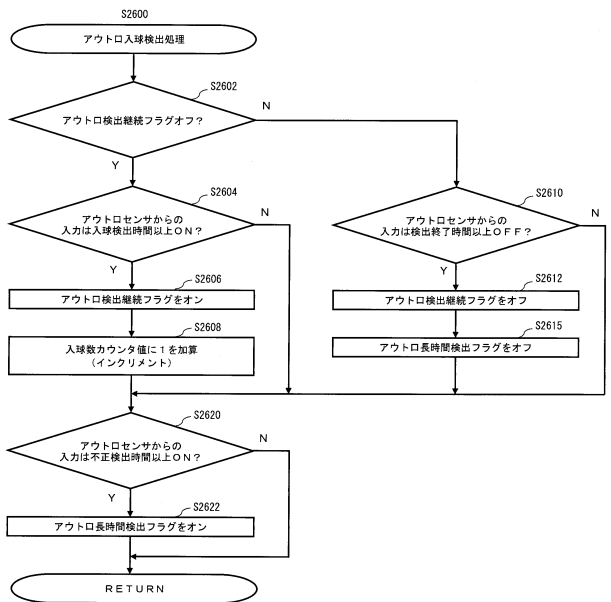 S2600
アウトロ入球検出処理
S2602
アウトロ検出継続フラグオフ?
N
Y
S2604
アウトロセンサからの
入力は入球検出時間以上ON?
N
Y
S2606
アウトロ検出継続フラグをオン
S2608
入球数カウンタ値に1を加算
(インクリメント)
S2610
アウトロセンサからの
入力は検出終了時間以上OFF?
N
Y
S2612
アウトロ検出継続フラグをオフ
S2615
アウトロ長時間検出フラグをオフ
S2620
アウトロセンサからの
入力は不正検出時間以上ON?
N
Y
S2622
アウトロ長時間検出フラグをオン
RETURN